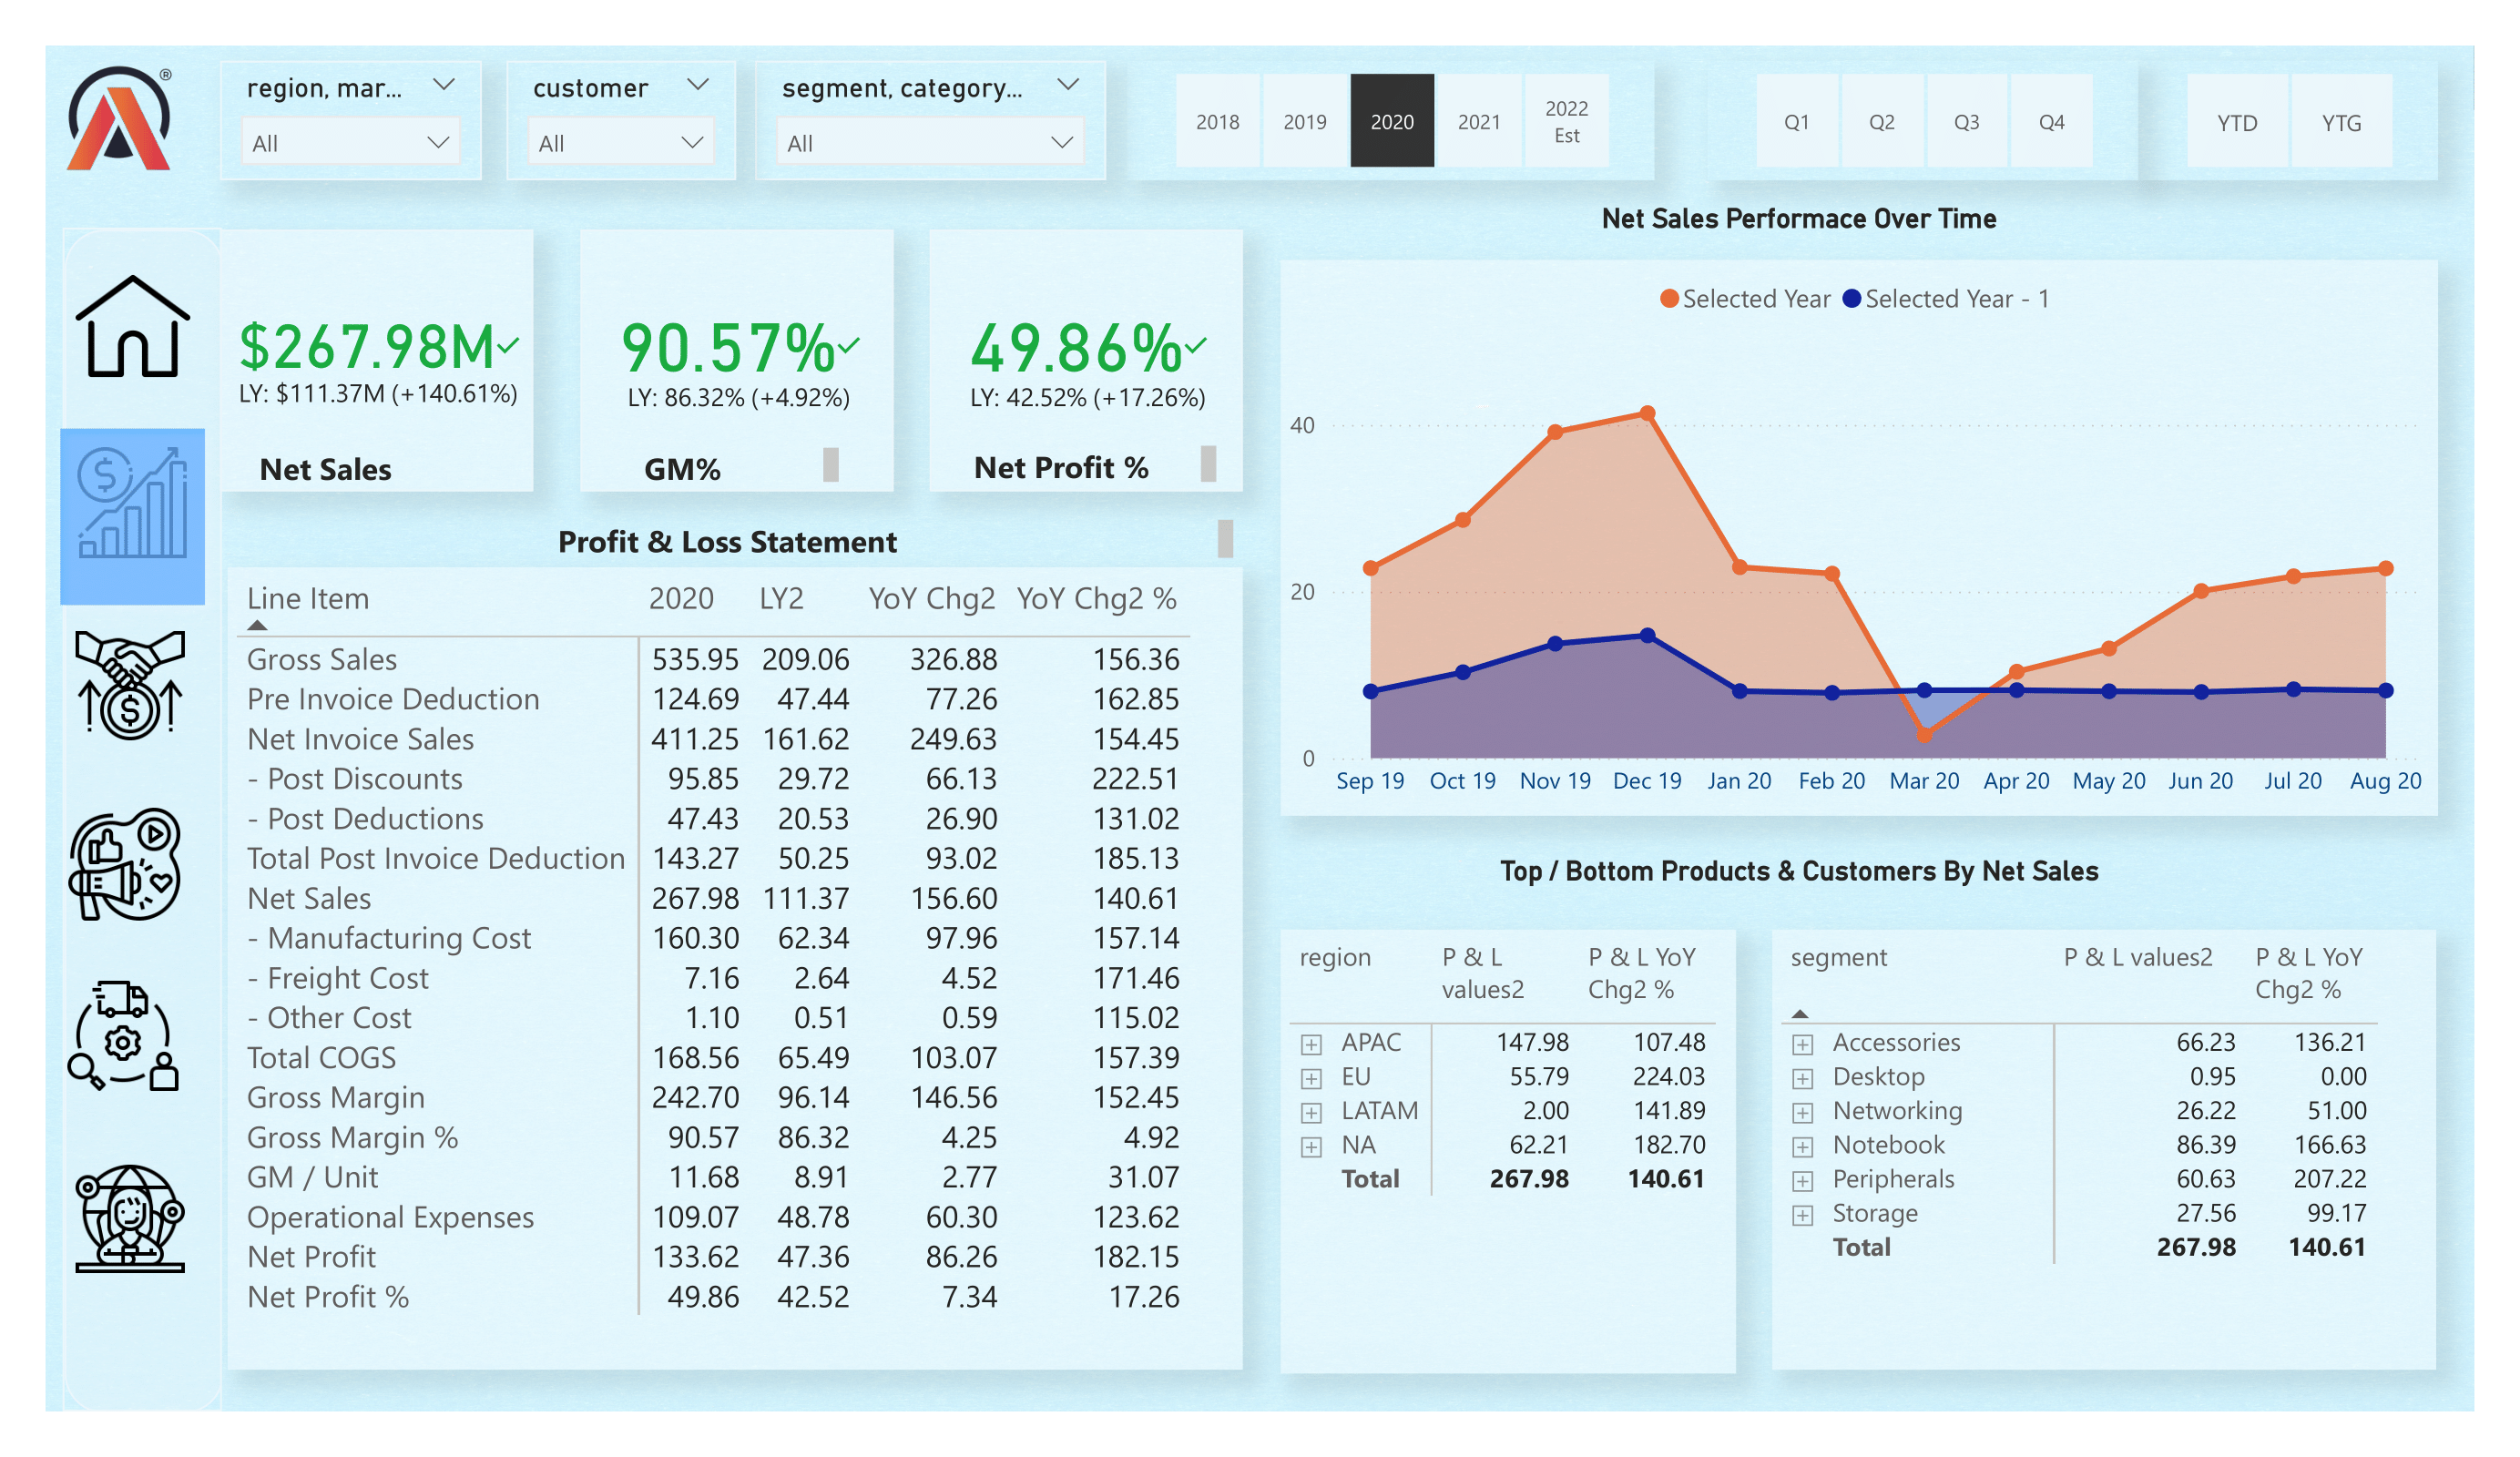 ®
region, mar...
All
customer
All
segment, category...
All
2018 2019 2020 2021 2022 Est
Q1 Q2 Q3 Q4
YTD YTG
$267.98M
LY: $111.37M (+140.61%)
Net Sales
90.57%
LY: 86.32% (+4.92%)
GM%
49.86%
LY: 42.52% (+17.26%)
Net Profit %
Net Sales Performace Over Time
Selected Year Selected Year - 1
40
20
0
Sep 19 Oct 19 Nov 19 Dec 19 Jan 20 Feb 20 Mar 20 Apr 20 May 20 Jun 20 Jul 20 Aug 20
Profit & Loss Statement
Line Item 2020 LY2 YoY Chg2 YoY Chg2 %
Gross Sales 535.95 209.06 326.88 156.36
Pre Invoice Deduction 124.69 47.44 77.26 162.85
Net Invoice Sales 411.25 161.62 249.63 154.45
- Post Discounts 95.85 29.72 66.13 222.51
- Post Deductions 47.43 20.53 26.90 131.02
Total Post Invoice Deduction 143.27 50.25 93.02 185.13
Net Sales 267.98 111.37 156.60 140.61
- Manufacturing Cost 160.30 62.34 97.96 157.14
- Freight Cost 7.16 2.64 4.52 171.46
- Other Cost 1.10 0.51 0.59 115.02
Total COGS 168.56 65.49 103.07 157.39
Gross Margin 242.70 96.14 146.56 152.45
Gross Margin % 90.57 86.32 4.25 4.92
GM / Unit 11.68 8.91 2.77 31.07
Operational Expenses 109.07 48.78 60.30 123.62
Net Profit 133.62 47.36 86.26 182.15
Net Profit % 49.86 42.52 7.34 17.26
Top / Bottom Products & Customers By Net Sales
region P & L values2 P & L YoY Chg2 %
APAC 147.98 107.48
EU 55.79 224.03
LATAM 2.00 141.89
NA 62.21 182.70
Total 267.98 140.61
segment P & L values2 P & L YoY Chg2 %
Accessories 66.23 136.21
Desktop 0.95 0.00
Networking 26.22 51.00
Notebook 86.39 166.63
Peripherals 60.63 207.22
Storage 27.56 99.17
Total 267.98 140.61